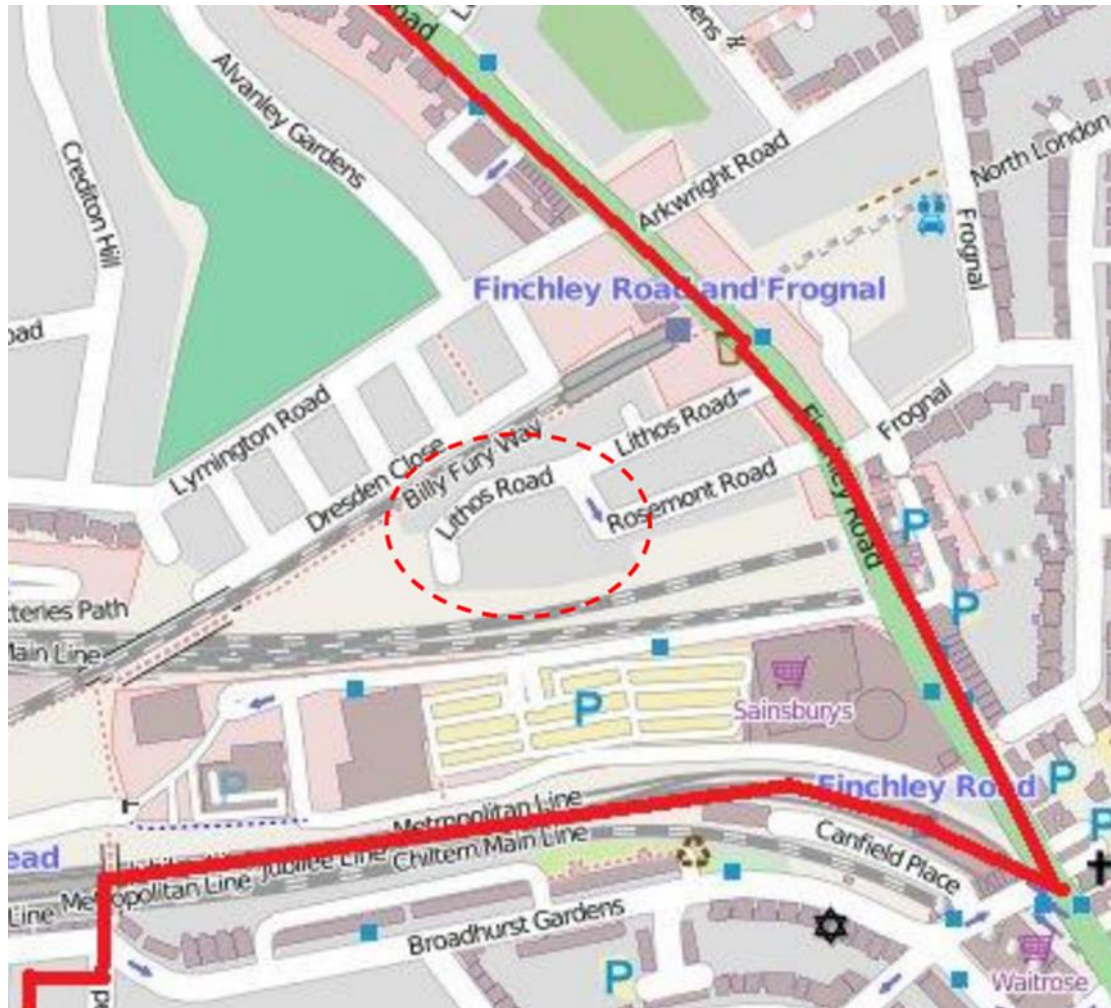 Road
Alvanley Gardens
Crediton Hill
Arkwright Road
North London
Frognal
Finchley Road and Frognal
Lymington Road
Dresden Close
Billy Fury Way
Lithos Road
Lithos Road
Rosemont Road
Frognal
Finchley Road
P
P
Main Line
Sainsburys
P
P
Finchley Road
P
P
Metropolitan Line
Jubilee Line
Chiltern Main Line
Metropolitan Line
Line
Canfield Place
Broadhurst Gardens
P
Waitrose